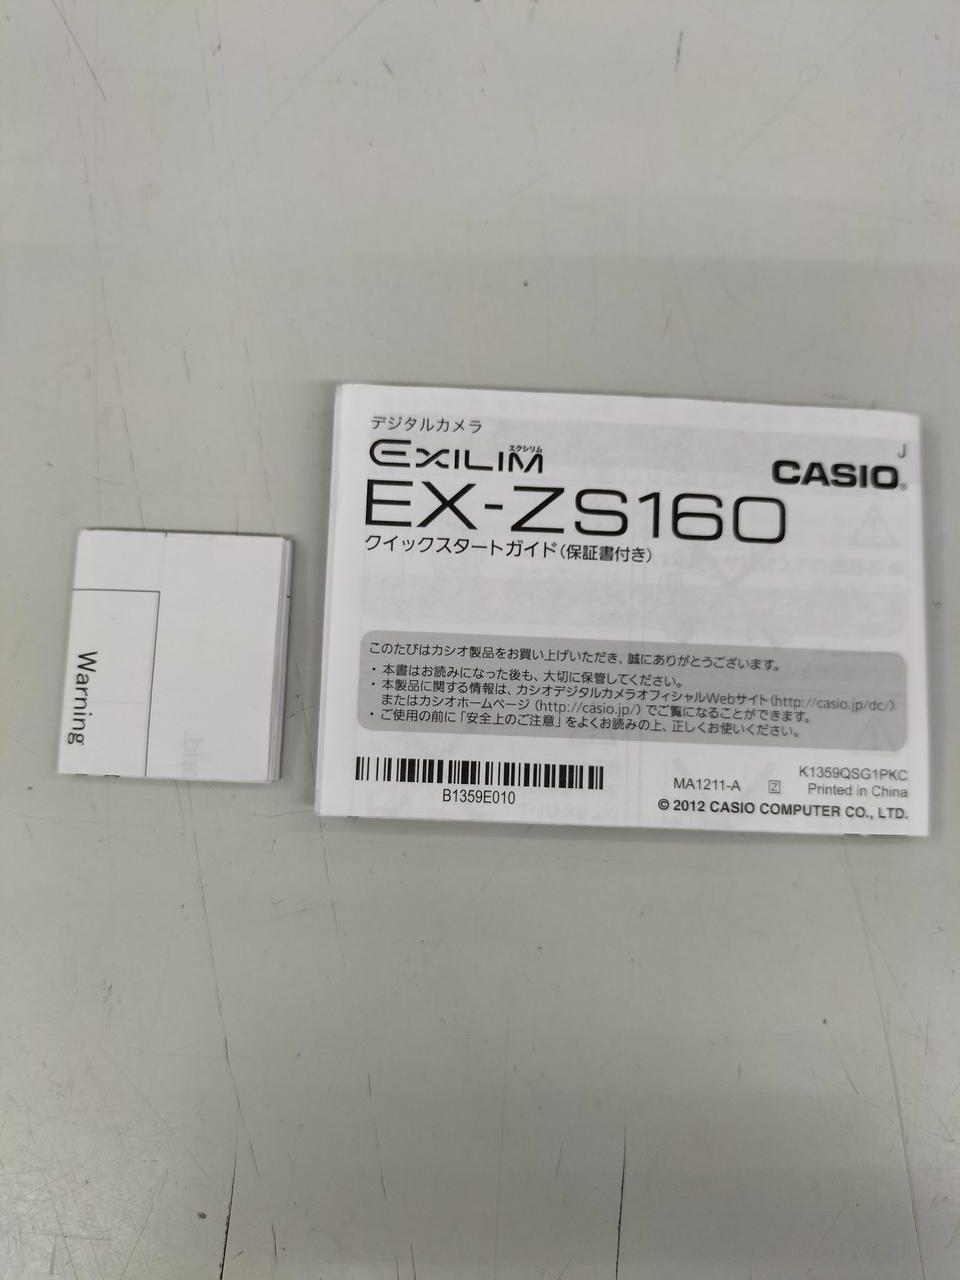 Warning
デジタルカメラ
エクシリム
EXILIM
J
CASIO®
EX-ZS160
クイックスタートガイド(保証書付き)
このたびはカシオ製品をお買い上げいただき、誠にありがとうございます。
・本書はお読みになった後も、大切に保管してください。
・本製品に関する情報は、カシオデジタルカメラオフィシャルWebサイト(http://casio.jp/dc/)
またはカシオホームページ(http://casio.jp/)でご覧になることができます。
・ご使用の前に「安全上のご注意」をよくお読みの上、正しくお使いください。
B1359E010
MA1211-A
Z
K1359QSG1PKC
Printed in China
© 2012 CASIO COMPUTER CO., LTD.